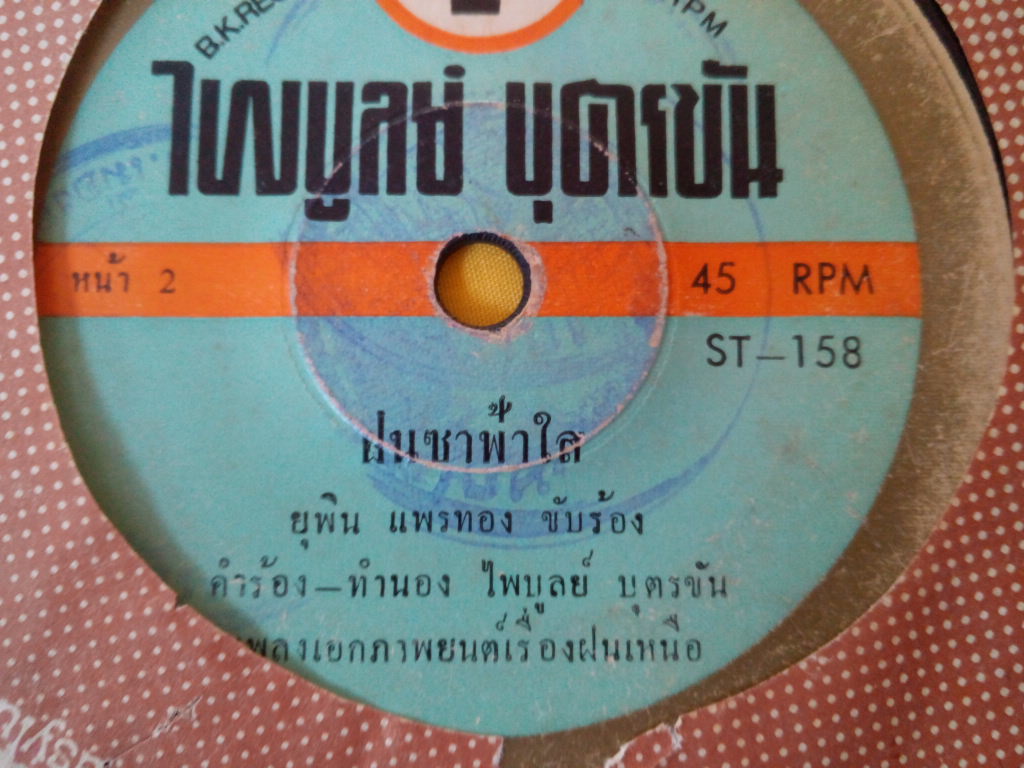 B.K.
ไพบูลย์ บุตรขัน
หน้า 2
45 RPM
ST-158
ฝนซาฟ้าใส
ยุพิน แพรทอง ขับร้อง
คำร้อง-ทำนอง ไพบูลย์ บุตรขัน
เพลงเอกภาพยนต์เรื่องฝนเหนือ